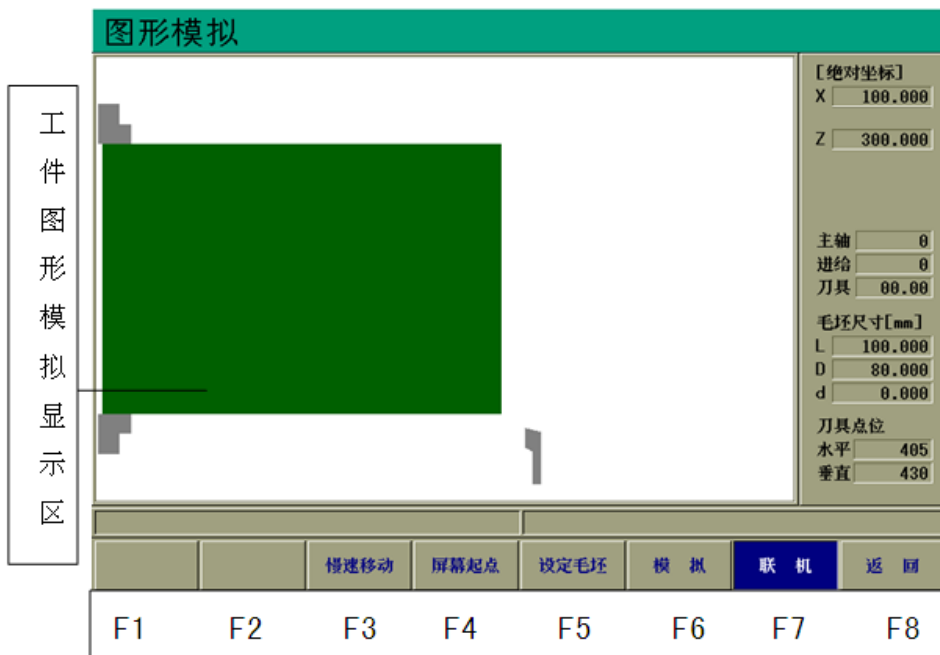 图形模拟
工件图形模拟显示区
[绝对坐标]
X 100.000
Z 300.000
主轴 0
进给 0
刀具 00.00
毛坯尺寸[mm]
L 100.000
D 80.000
d 0.000
刀具点位
水平 405
垂直 430
慢速移动 屏幕起点 设定毛坯 模 拟 联 机 返 回
F1 F2 F3 F4 F5 F6 F7 F8